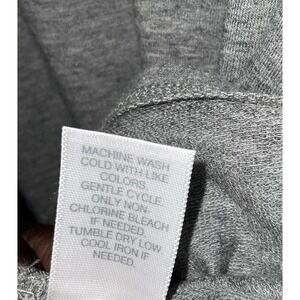 MACHINE WASH
COLD WITH LIKE
COLORS.
GENTLE CYCLE.
ONLY NON-
CHLORINE BLEACH
IF NEEDED.
TUMBLE DRY LOW
COOL IRON IF
NEEDED.